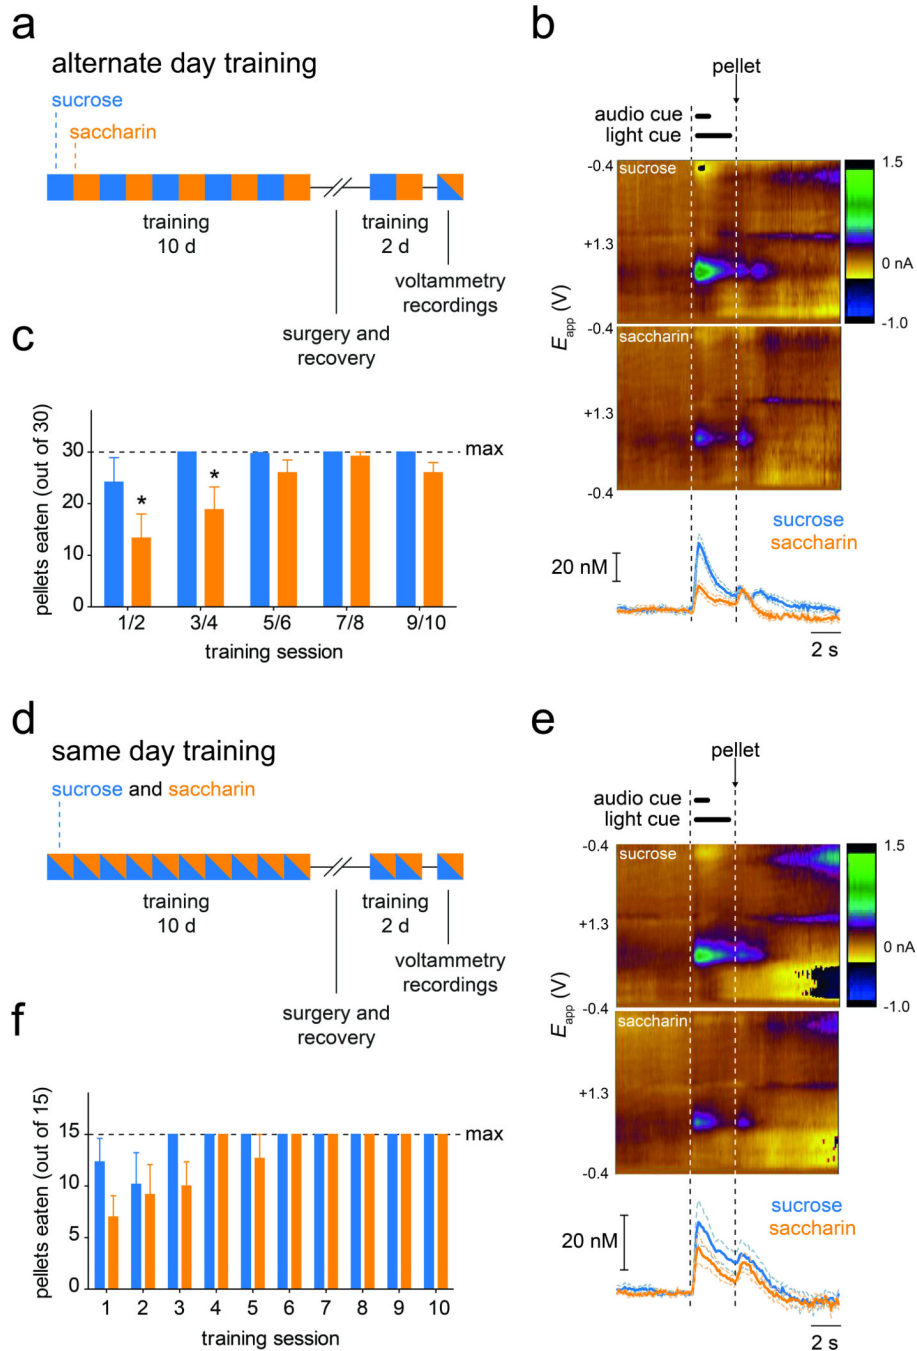 a
alternate day training
sucrose
saccharin
training
10 d
training
2 d
voltammetry
recordings
surgery and
recovery
b
pellet
audio cue
light cue
sucrose
saccharin
-0.4
+1.3
-0.4
+1.3
-0.4
Eapp (V)
1.5
0 nA
-1.0
sucrose
saccharin
20 nM
2 s
c
pellets eaten (out of 30)
30
20
10
0
max
*
*
1/2 3/4 5/6 7/8 9/10
training session
d
same day training
sucrose and saccharin
training
10 d
training
2 d
voltammetry
recordings
surgery and
recovery
e
pellet
audio cue
light cue
sucrose
saccharin
-0.4
+1.3
-0.4
+1.3
-0.4
Eapp (V)
1.5
0 nA
-1.0
sucrose
saccharin
20 nM
2 s
f
pellets eaten (out of 15)
15
10
5
0
max
1 2 3 4 5 6 7 8 9 10
training session